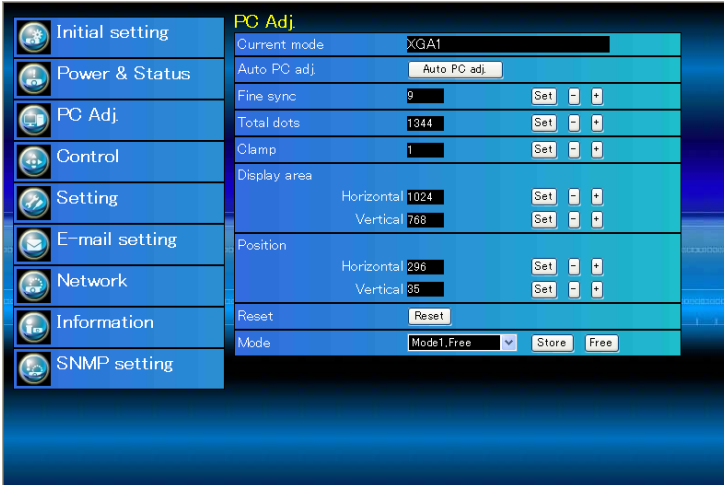 Initial setting
Power & Status
PC Adj.
Control
Setting
E-mail setting
Network
Information
SNMP setting
PC Adj.
Current mode XGA1
Auto PC adj. Auto PC adj.
Fine sync 9 Set - +
Total dots 1344 Set - +
Clamp 1 Set - +
Display area
Horizontal 1024 Set - +
Vertical 768 Set - +
Position
Horizontal 296 Set - +
Vertical 35 Set - +
Reset Reset
Mode Mode1,Free Store Free